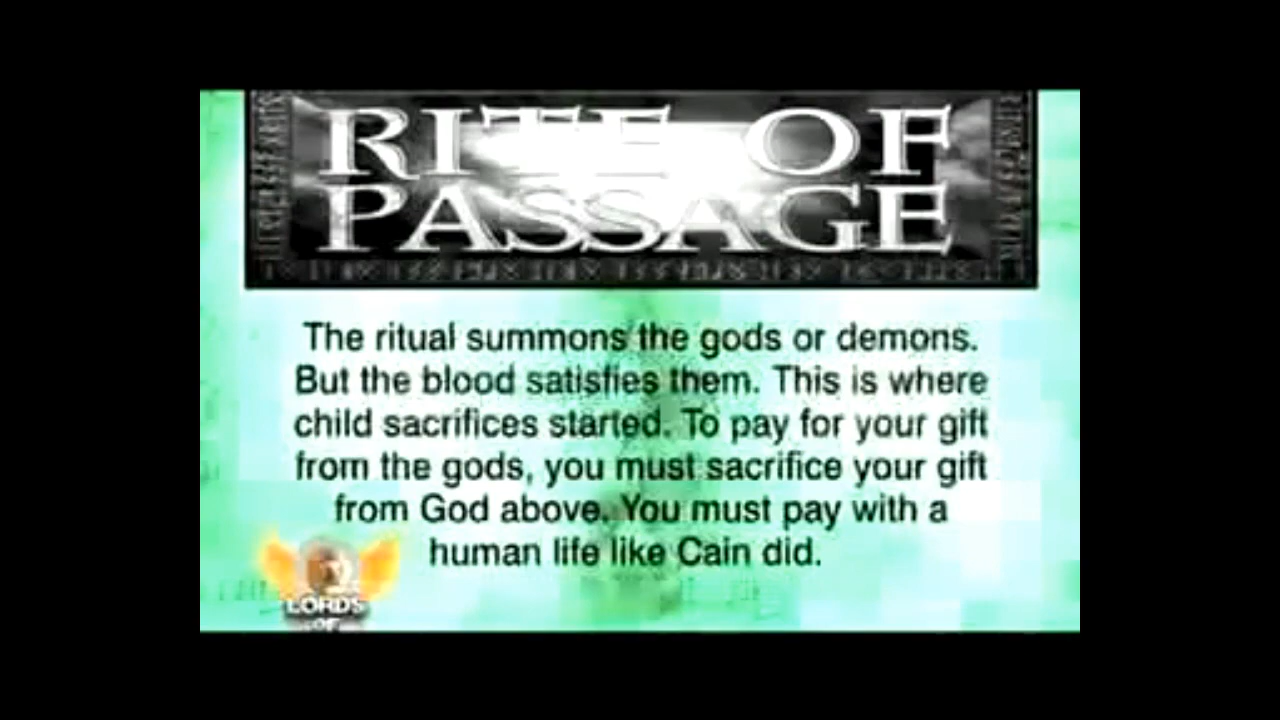 RITE OF
PASSAGE
The ritual summons the gods or demons.
But the blood satisfies them. This is where
child sacrifices started. To pay for your gift
from the gods, you must sacrifice your gift
from God above. You must pay with a
human life like Cain did.
LORDS
OF